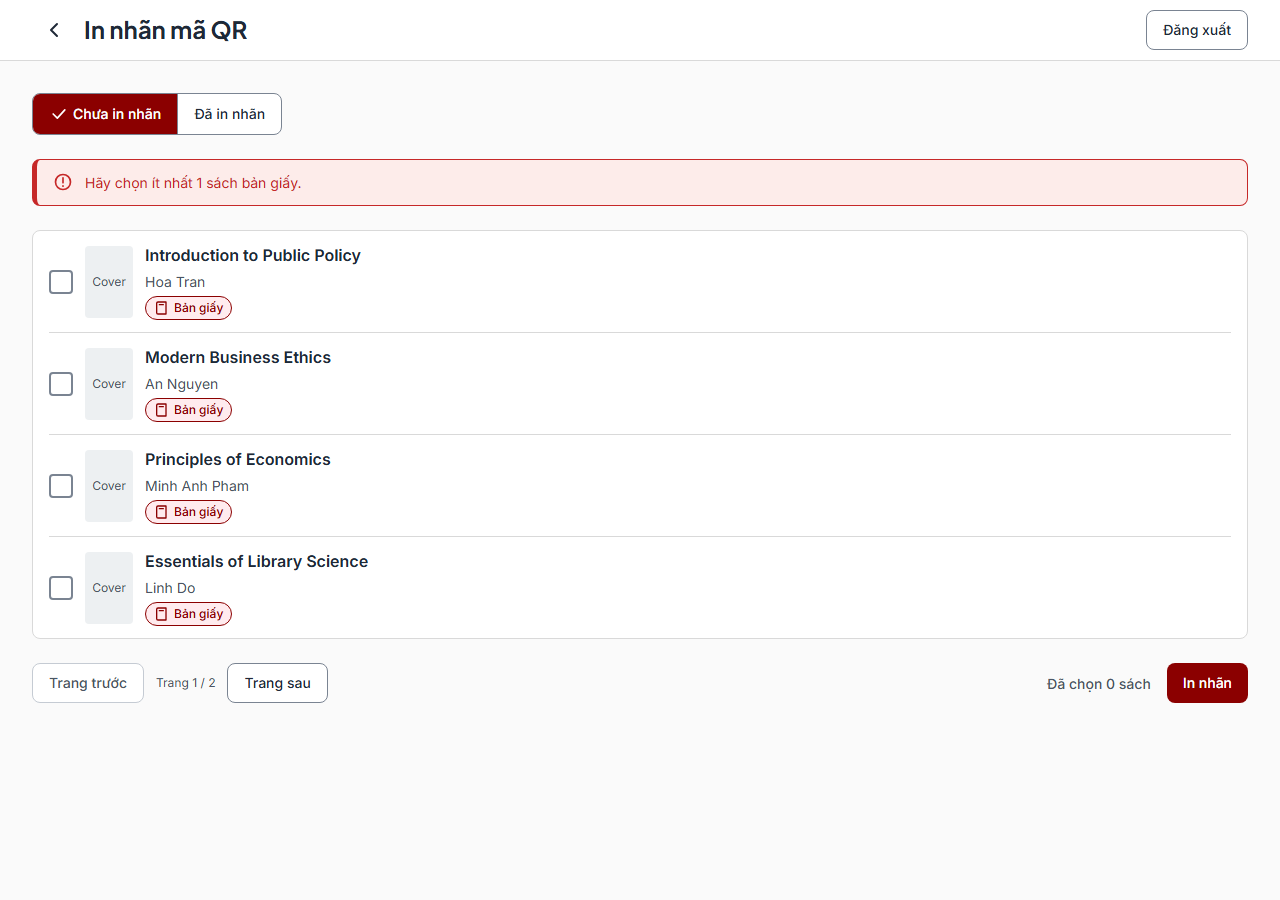 In nhãn mã QR
Đăng xuất
Chưa in nhãn
Đã in nhãn
Hãy chọn ít nhất 1 sách bản giấy.
Cover
Introduction to Public Policy
Hoa Tran
Bản giấy
Cover
Modern Business Ethics
An Nguyen
Bản giấy
Cover
Principles of Economics
Minh Anh Pham
Bản giấy
Cover
Essentials of Library Science
Linh Do
Bản giấy
Trang trước
Trang 1 / 2
Trang sau
Đã chọn 0 sách
In nhãn